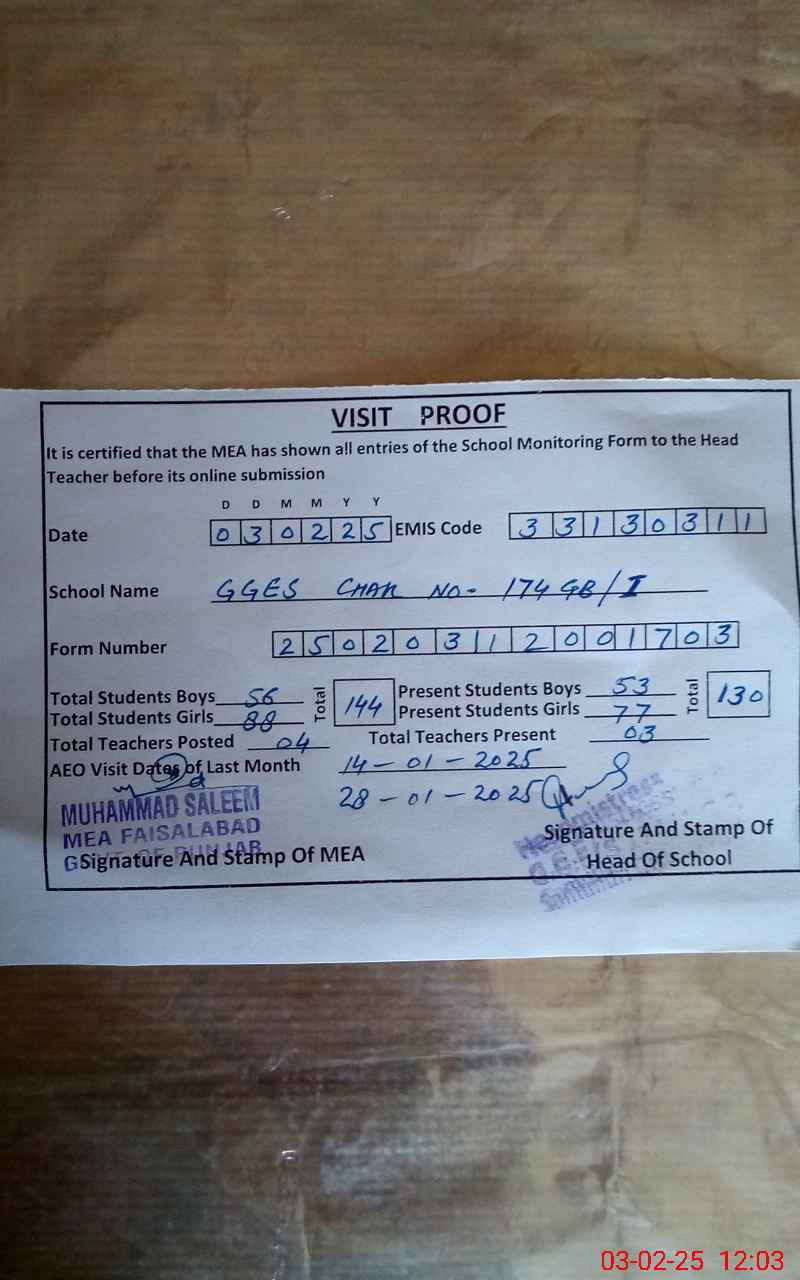 VISIT PROOF
It is certified that the MEA has shown all entries of the School Monitoring Form to the Head
Teacher before its online submission
D D M M Y Y
Date 0 3 0 2 2 5 EMIS Code 3 3 1 3 0 3 1 1
School Name GGES CHAK NO- 174 GB/I
Form Number 2 5 0 2 0 3 1 1 2 0 0 1 7 0 3
Total Students Boys 56 Total 144 Present Students Boys 53 Total 130
Total Students Girls 88 Present Students Girls 77
Total Teachers Posted 04 Total Teachers Present 03
AEO Visit Dates of Last Month 14-01-2025
28-01-2025
MUHAMMAD SALEEM
MEA FAISALABAD
Signature And Stamp Of MEA
Headmistress
Signature And Stamp Of
Head Of School
03-02-25 12:03